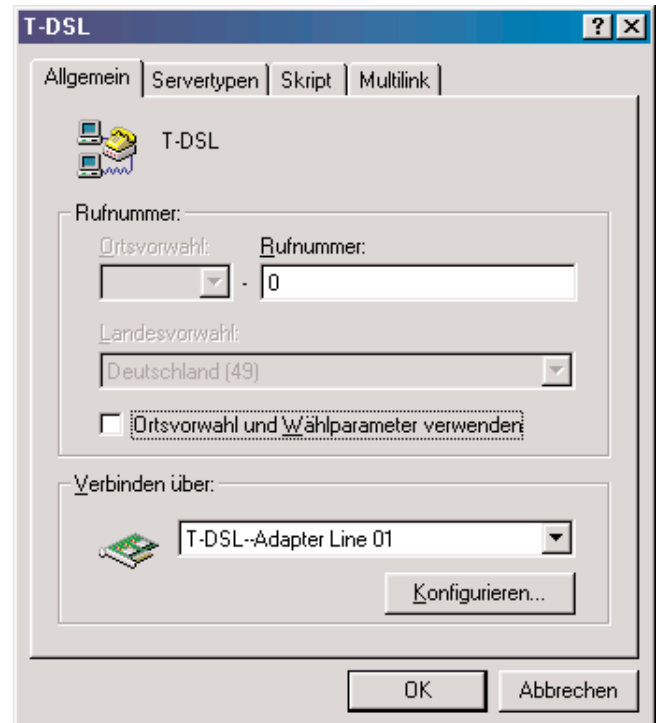 T-DSL
Allgemein Servertypen Skript Multilink
T-DSL
Rufnummer:
Ortsvorwahl: Rufnummer:
- 0
Landesvorwahl:
Deutschland (49)
Ortsvorwahl und Wählparameter verwenden
Verbinden über:
T-DSL--Adapter Line 01
Konfigurieren...
OK Abbrechen